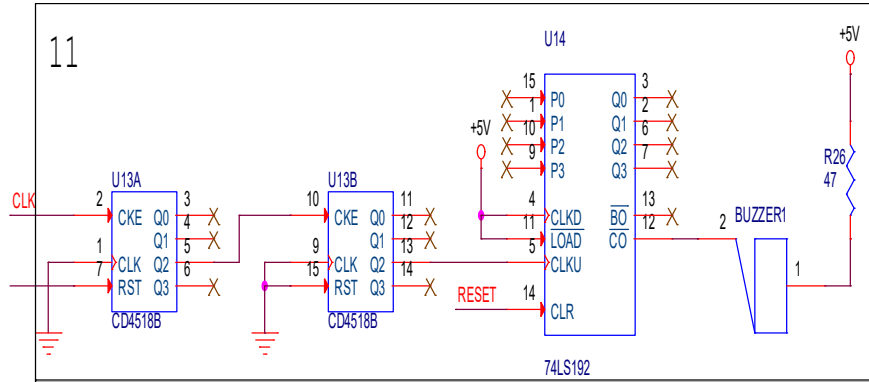 11
U14
+5V
15
P0
Q0
3
1
P1
Q1
2
10
P2
Q2
6
9
P3
Q3
7
+5V
R26
47
4
CLKD
BO
13
11
LOAD
CO
12
5
CLKU
14
CLR
RESET
74LS192
BUZZER1
2
1
U13A
CLK
2
CKE
Q0
3
Q1
4
1
CLK
Q2
5
7
RST
Q3
6
CD4518B
U13B
10
CKE
Q0
11
Q1
12
9
CLK
Q2
13
15
RST
Q3
14
CD4518B